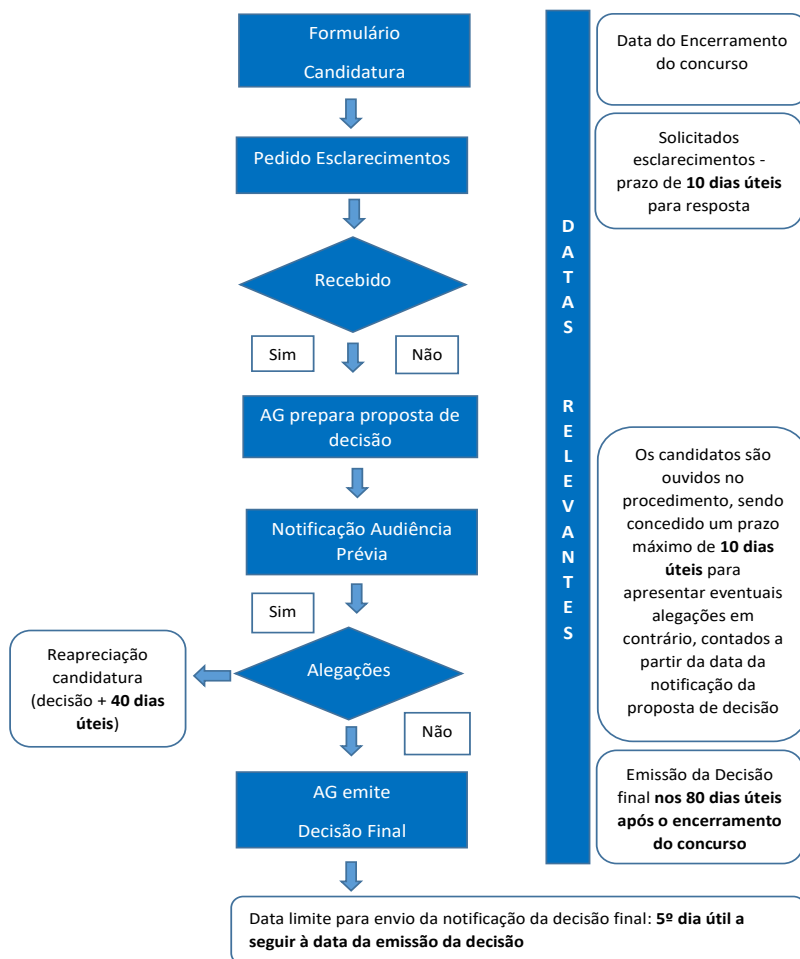 Formulário
Candidatura
Data do Encerramento
do concurso
Pedido Esclarecimentos
Solicitados
esclarecimentos -
prazo de 10 dias úteis
para resposta
Recebido
Sim
Não
D
A
T
A
S
R
E
L
E
V
A
N
T
E
S
AG prepara proposta de
decisão
Notificação Audiência
Prévia
Os candidatos são
ouvidos no
procedimento, sendo
concedido um prazo
máximo de 10 dias
úteis para
apresentar eventuais
alegações em
contrário, contados a
partir da data da
notificação da
proposta de decisão
Sim
Alegações
Reapreciação
candidatura
(decisão + 40 dias
úteis)
Não
AG emite
Decisão Final
Emissão da Decisão
final nos 80 dias úteis
após o encerramento
do concurso
Data limite para envio da notificação da decisão final: 5º dia útil a
seguir à data da emissão da decisão